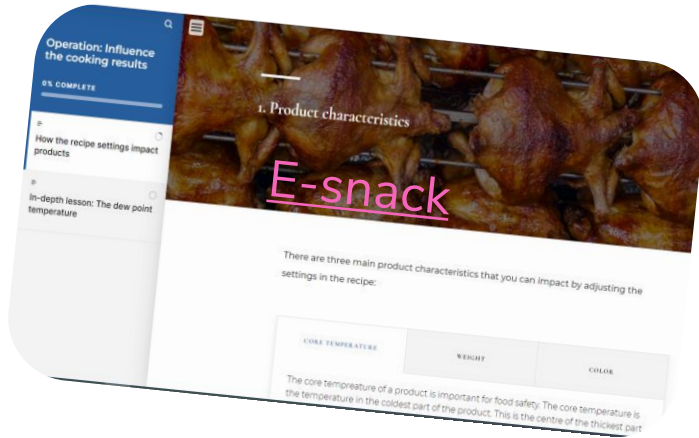 Operation: Influence
the cooking results
0% COMPLETE
How the recipe settings impact
products
In-depth lesson: The dew point
temperature
1. Product characteristics
E-snack
There are three main product characteristics that you can impact by adjusting the
settings in the recipe:
CORE TEMPERATURE
WEIGHT
COLOR
The core tempreature of a product is important for food safety. The core temperature is
the temperature in the coldest part of the product. This is the centre of the thickest part